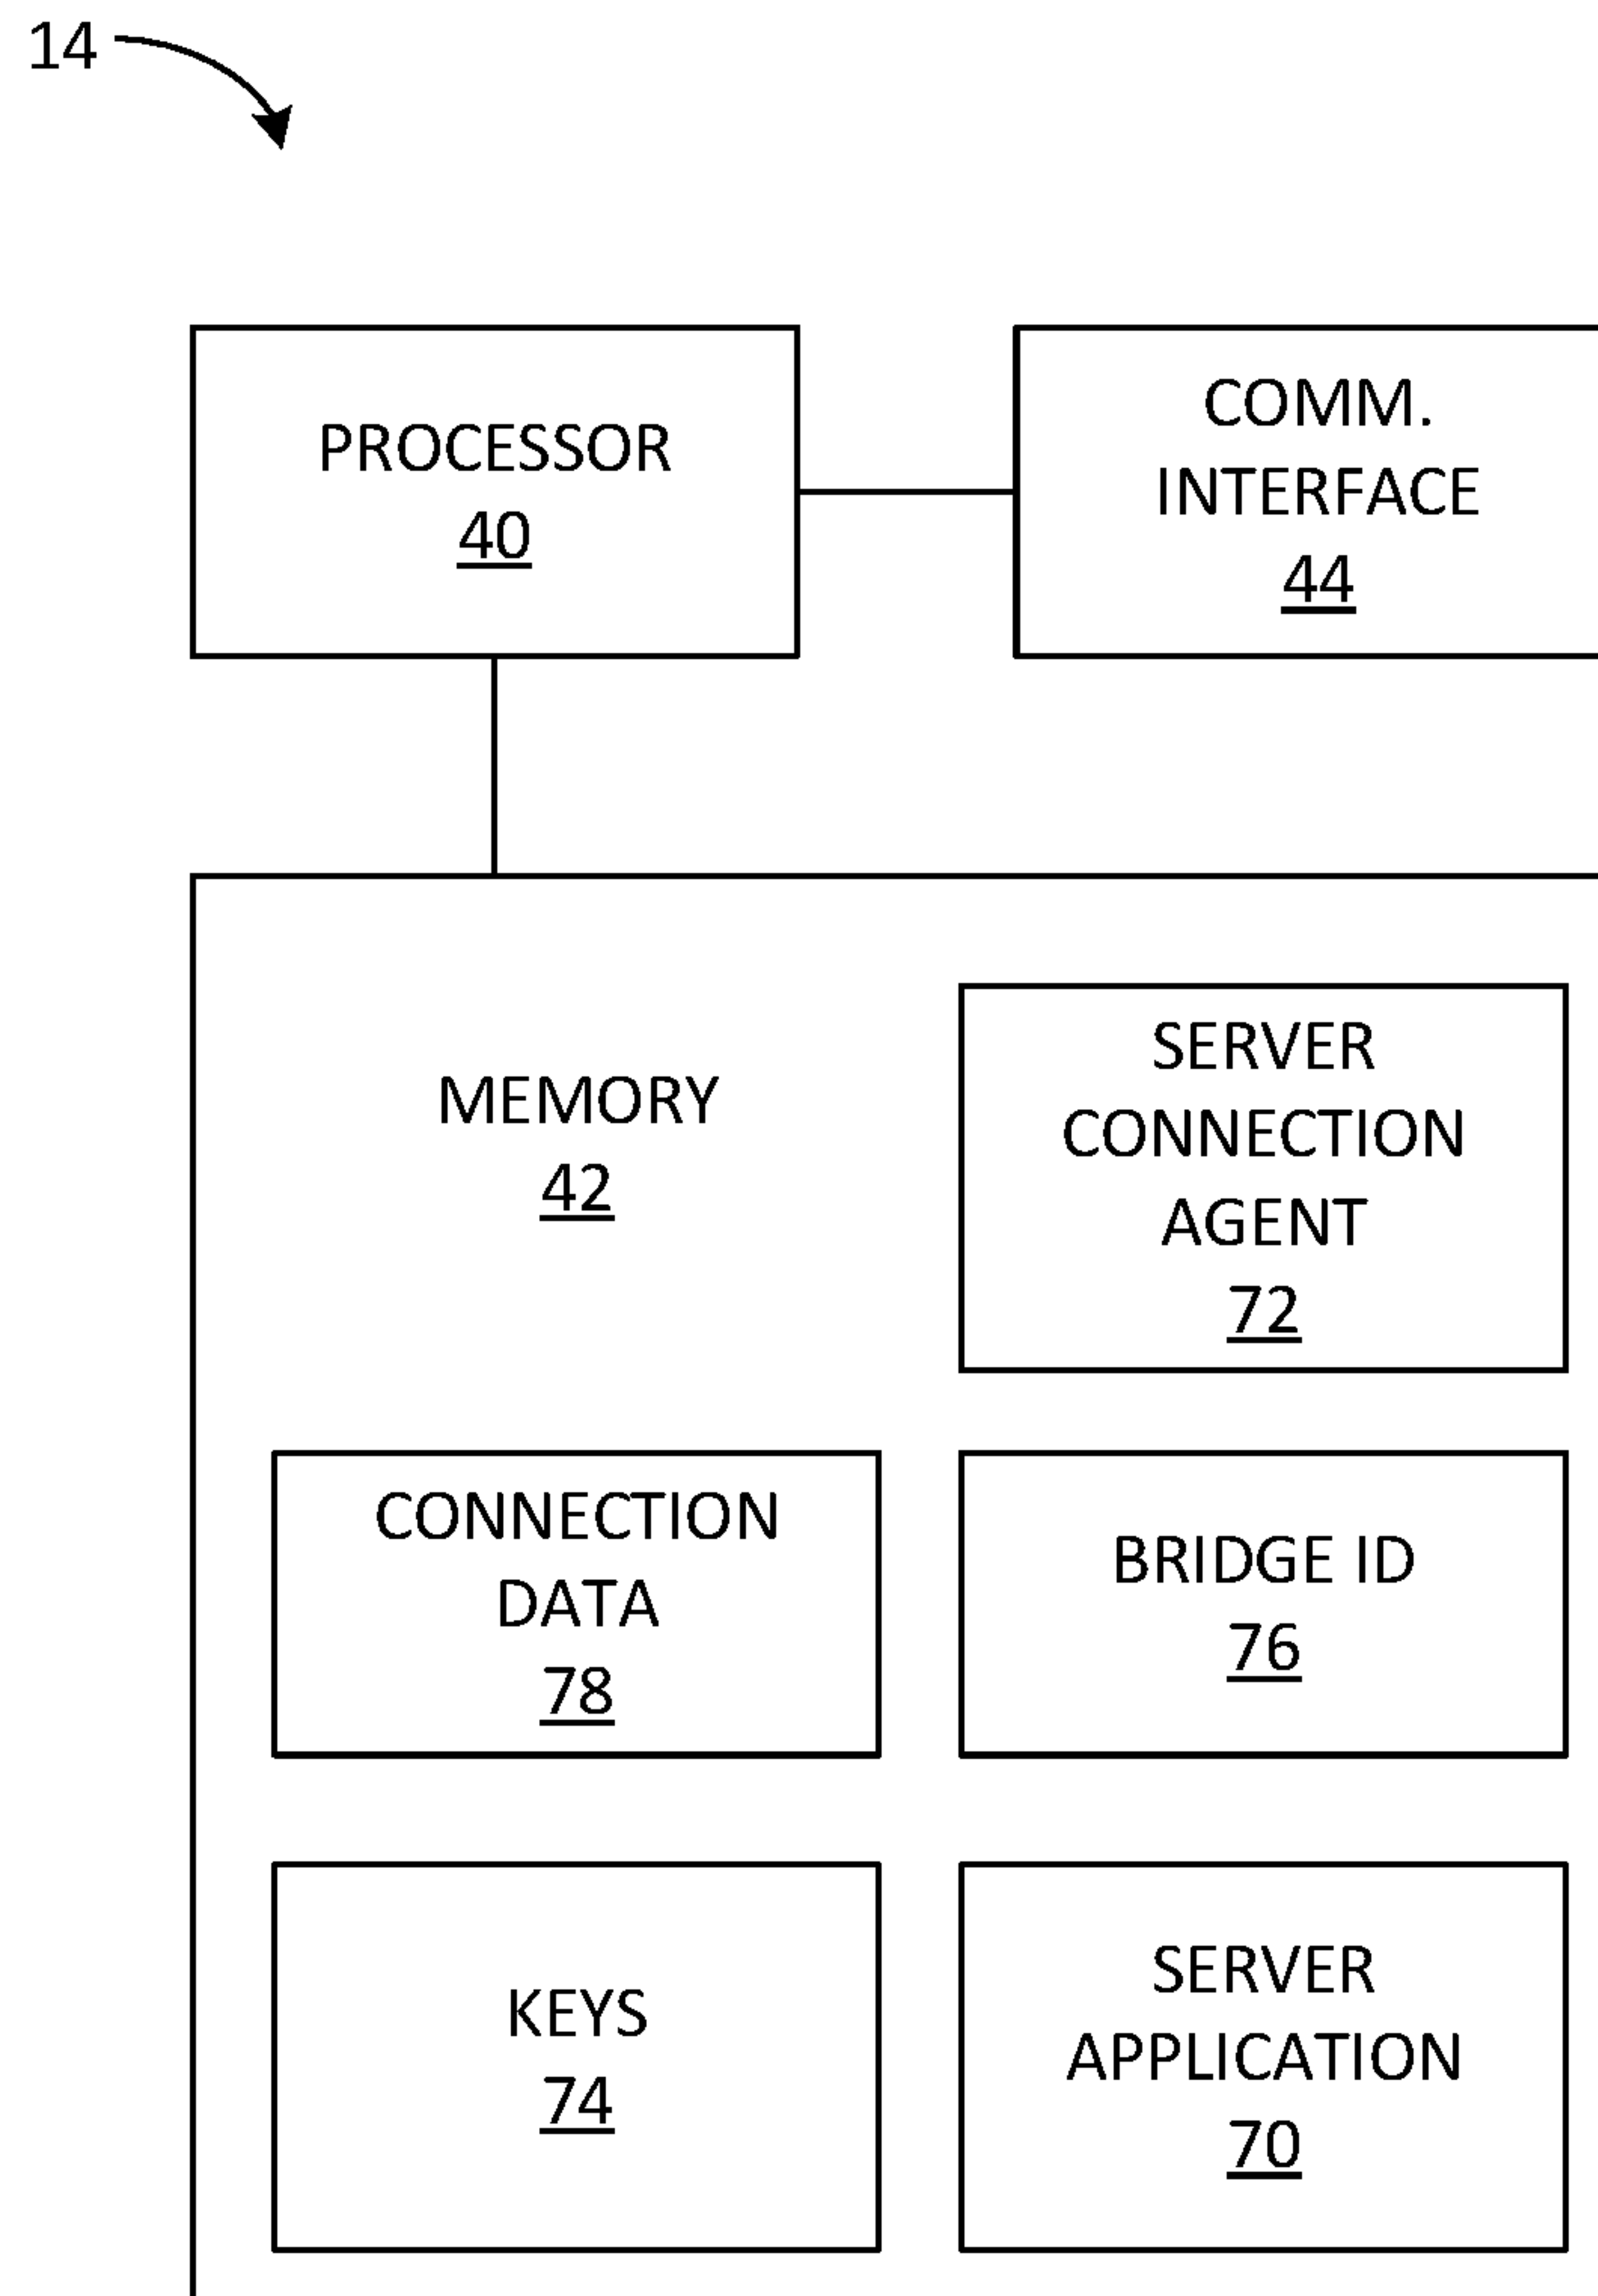 14
PROCESSOR
40
COMM.
INTERFACE
44
MEMORY
42
SERVER
CONNECTION
AGENT
72
CONNECTION
DATA
78
BRIDGE ID
76
KEYS
74
SERVER
APPLICATION
70